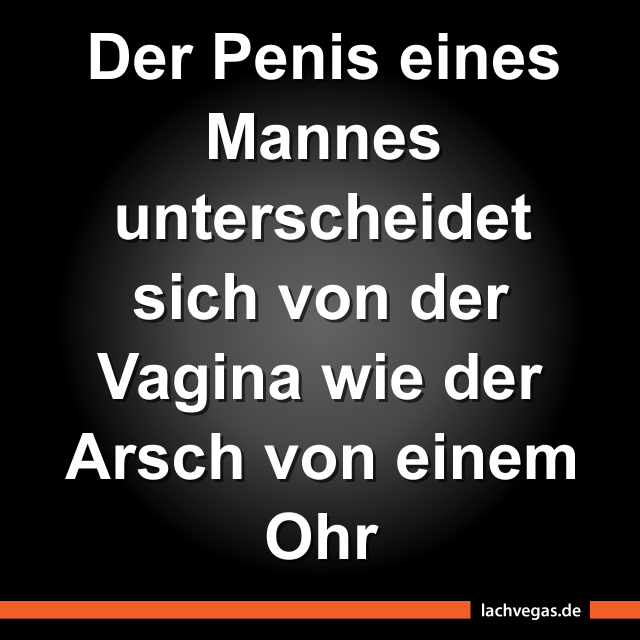 Der Penis eines
Mannes
unterscheidet
sich von der
Vagina wie der
Arsch von einem
Ohr
lachvegas.de